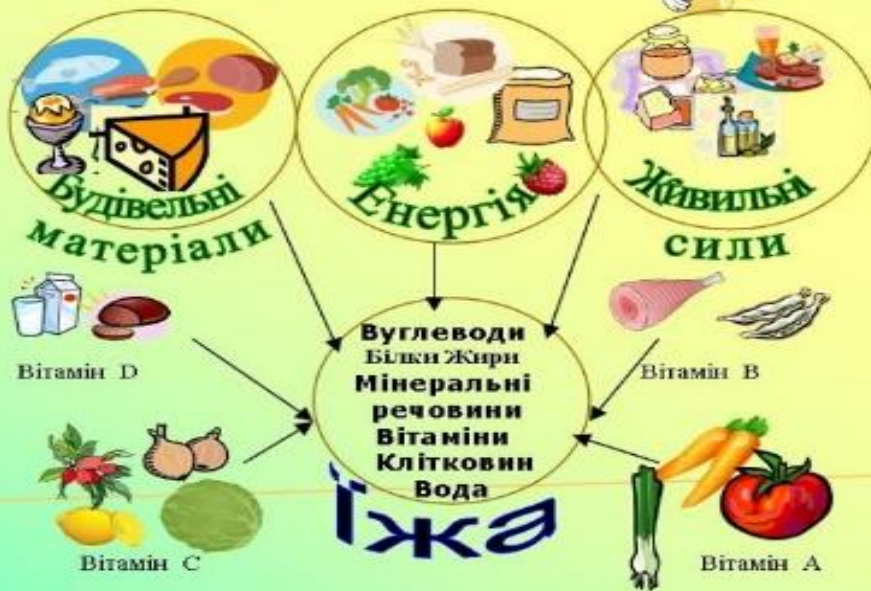 Будівельні
матеріали
Енергія
Живильні
сили
Вуглеводи
Білки Жири
Мінеральні
речовини
Вітаміни
Клітковин
Вода
Вітамін D
Вітамін B
Вітамін C
Вітамін A
Їжа